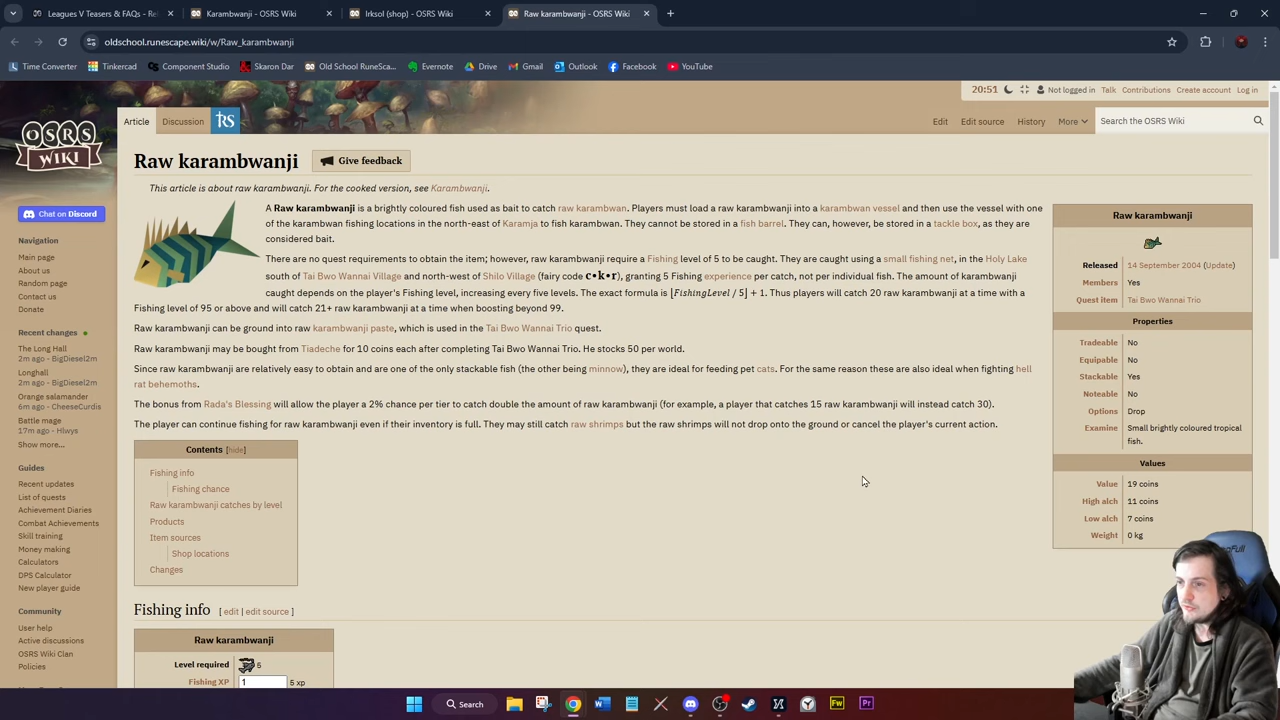 Leagues V Teasers & FAQs -
Karambwanji - OSRS Wiki
Irksol (shop) - OSRS Wiki
Raw karambwanji - OSRS Wiki
oldschool.runescape.wiki/w/Raw_karambwanji
Time Converter
Tinkercad
Component Studio
Skaron Dar
Old School RuneSca...
Evernote
Drive
Gmail
Outlook
Facebook
YouTube
20:51
Not logged in
Talk
Contributions
Create account
Log in
OSRS
WIKI
Article
Discussion
Edit
Edit source
History
More
Search the OSRS Wiki
Chat on Discord
Navigation
Main page
About us
Random page
Contact us
Donate
Recent changes
The Long Hall
2m ago - BigDiesel2m
Longhall
2m ago - BigDiesel2m
Orange salamander
6m ago - CheeseCurdis
Battle mage
17m ago - Hlwys
Show more...
Guides
Recent updates
List of quests
Achievement Diaries
Combat Achievements
Skill training
Money making
Calculators
DPS Calculator
New player guide
Community
User help
Active discussions
OSRS Wiki Clan
Policies
Raw karambwanji
Give feedback
This article is about raw karambwanji. For the cooked version, see Karambwanji.
A Raw karambwanji is a brightly coloured fish used as bait to catch raw karambwan. Players must load a raw karambwanji into a karambwan vessel and then use the vessel with one
of the karambwan fishing locations in the north-east of Karamja to fish karambwan. They cannot be stored in a fish barrel. They can, however, be stored in a tackle box, as they are
considered bait.
There are no quest requirements to obtain the item; however, raw karambwanji require a Fishing level of 5 to be caught. They are caught using a small fishing net, in the Holy Lake
south of Tai Bwo Wannai Village and north-west of Shilo Village (fairy code c•k•r), granting 5 Fishing experience per catch, not per individual fish. The amount of karambwanji
caught depends on the player's Fishing level, increasing every five levels. The exact formula is ⌊FishingLevel / 5⌋ + 1. Thus players will catch 20 raw karambwanji at a time with a
Fishing level of 95 or above and will catch 21+ raw karambwanji at a time when boosting beyond 99.
Raw karambwanji can be ground into raw karambwanji paste, which is used in the Tai Bwo Wannai Trio quest.
Raw karambwanji may be bought from Tiadeche for 10 coins each after completing Tai Bwo Wannai Trio. He stocks 50 per world.
Since raw karambwanji are relatively easy to obtain and are one of the only stackable fish (the other being minnow), they are ideal for feeding pet cats. For the same reason these are also ideal when fighting hell
rat behemoths.
The bonus from Rada's Blessing will allow the player a 2% chance per tier to catch double the amount of raw karambwanji (for example, a player that catches 15 raw karambwanji will instead catch 30).
The player can continue fishing for raw karambwanji even if their inventory is full. They may still catch raw shrimps but the raw shrimps will not drop onto the ground or cancel the player's current action.
Contents [hide]
Fishing info
Fishing chance
Raw karambwanji catches by level
Products
Item sources
Shop locations
Changes
Fishing info [ edit | edit source ]
Raw karambwanji
Level required 5
Fishing XP 1 5 xp
Raw karambwanji
Released 14 September 2004 (Update)
Members Yes
Quest item Tai Bwo Wannai Trio
Properties
Tradeable No
Equipable No
Stackable Yes
Noteable No
Options Drop
Examine Small brightly coloured tropical
fish.
Values
Value 19 coins
High alch 11 coins
Low alch 7 coins
Weight 0 kg
Search